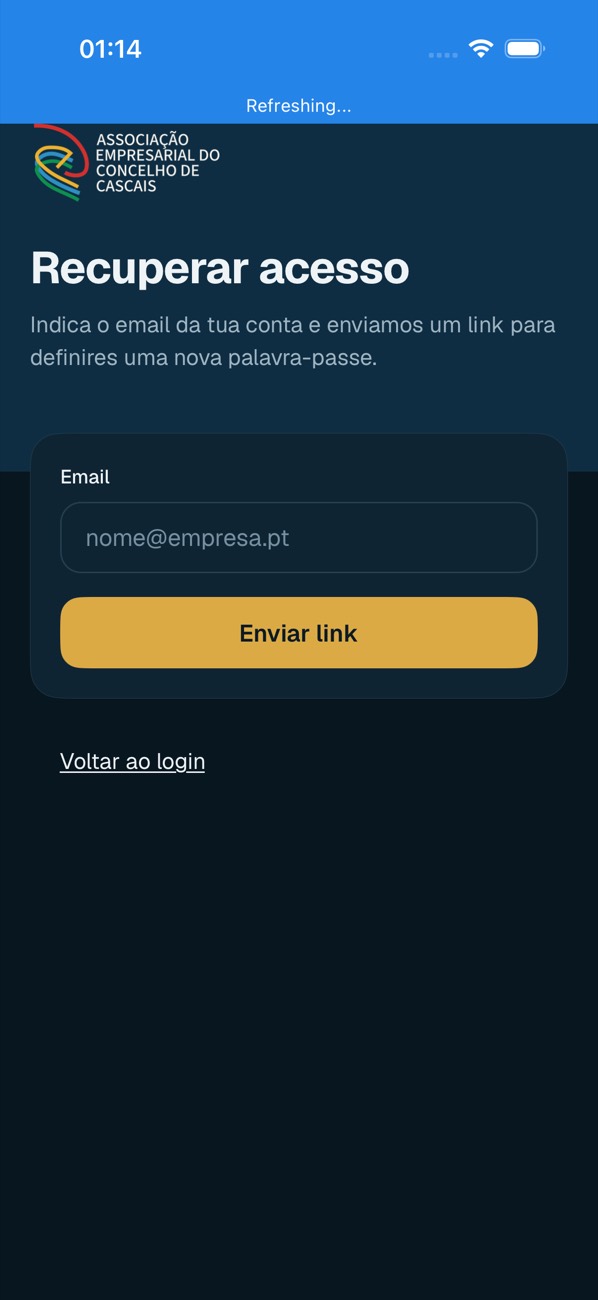 01:14
Refreshing...
ASSOCIAÇÃO
EMPRESARIAL DO
CONCELHO DE
CASCAIS
Recuperar acesso
Indica o email da tua conta e enviamos um link para
definires uma nova palavra-passe.
Email
nome@empresa.pt
Enviar link
Voltar ao login